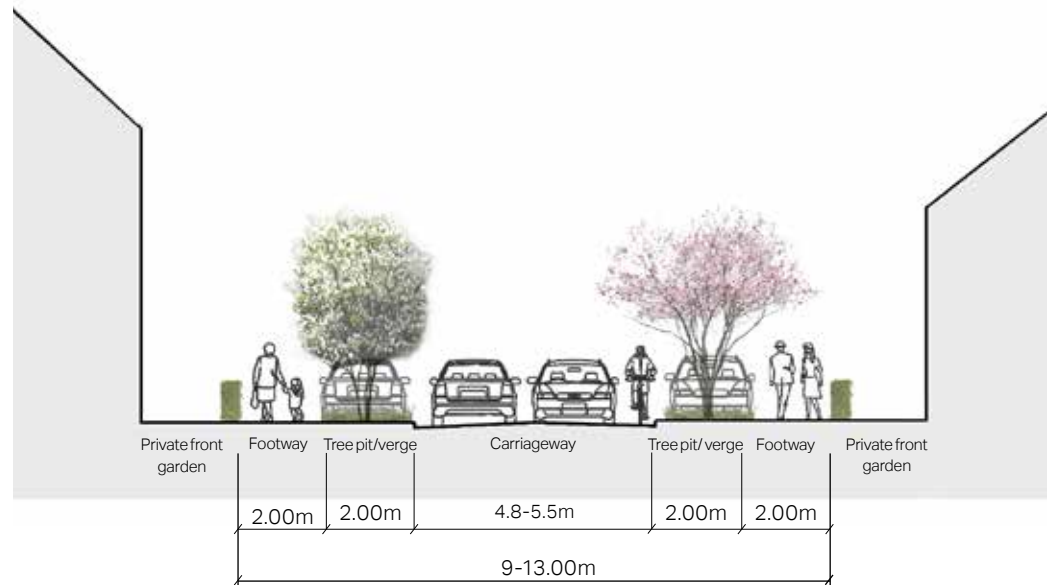 Private front
garden
Footway
Tree pit/verge
Carriageway
Tree pit/ verge
Footway
Private front
garden
2.00m
2.00m
4.8-5.5m
2.00m
2.00m
9-13.00m